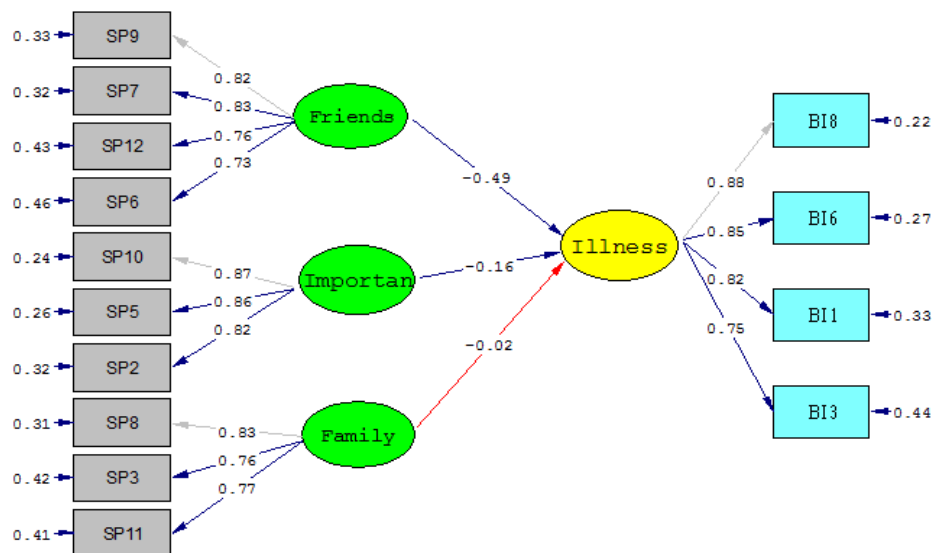 0.33 SP9
0.82
0.32 SP7
0.83
Friends
0.43 SP12
0.76
0.46 SP6
0.73
-0.49
0.24 SP10
0.87
Importan
-0.16
0.26 SP5
0.86
0.32 SP2
0.82
-0.02
0.31 SP8
0.83
Family
0.42 SP3
0.76
0.41 SP11
0.77
Illness
0.88
BI8 0.22
0.85
BI6 0.27
0.82
BI1 0.33
0.75
BI3 0.44